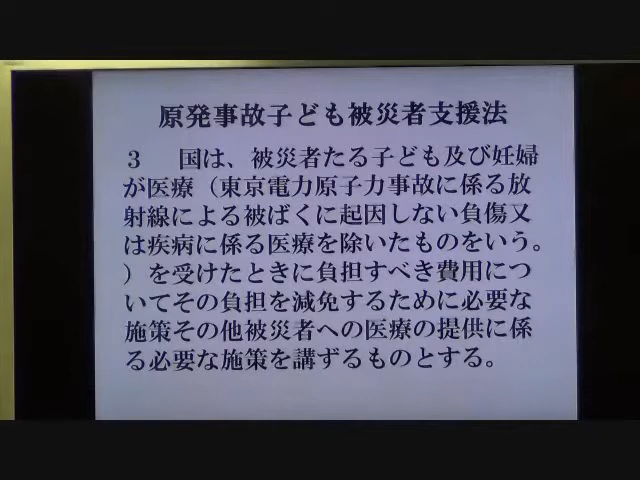 原発事故子ども被災者支援法
３　国は、被災者たる子ども及び妊婦
が医療（東京電力原子力事故に係る放
射線による被ばくに起因しない負傷又
は疾病に係る医療を除いたものをいう。
）を受けたときに負担すべき費用につ
いてその負担を減免するために必要な
施策その他被災者への医療の提供に係
る必要な施策を講ずるものとする。